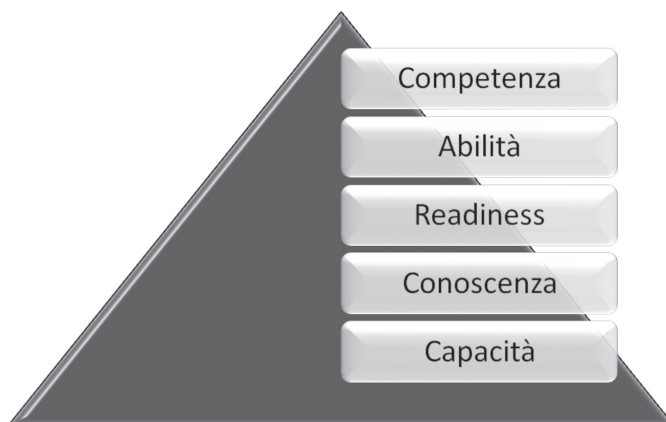 Competenza
Abilità
Readiness
Conoscenza
Capacità